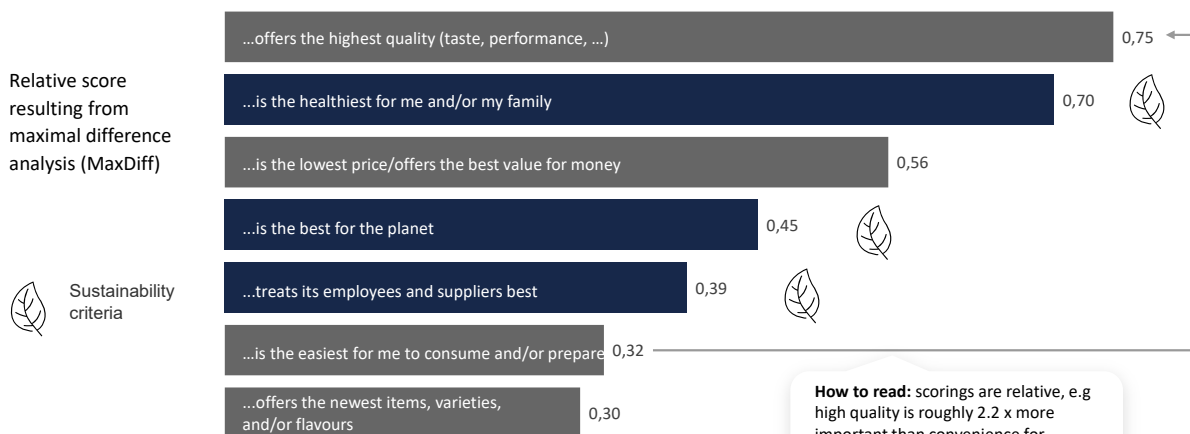 ...offers the highest quality (taste, performance, ...)
0,75
Relative score
resulting from
maximal difference
analysis (MaxDiff)
...is the healthiest for me and/or my family
0,70
...is the lowest price/offers the best value for money
0,56
...is the best for the planet
0,45
Sustainability
criteria
...treats its employees and suppliers best
0,39
...is the easiest for me to consume and/or prepare
0,32
...offers the newest items, varieties,
and/or flavours
0,30
How to read: scorings are relative, e.g
high quality is roughly 2.2 x more
important than convenience for